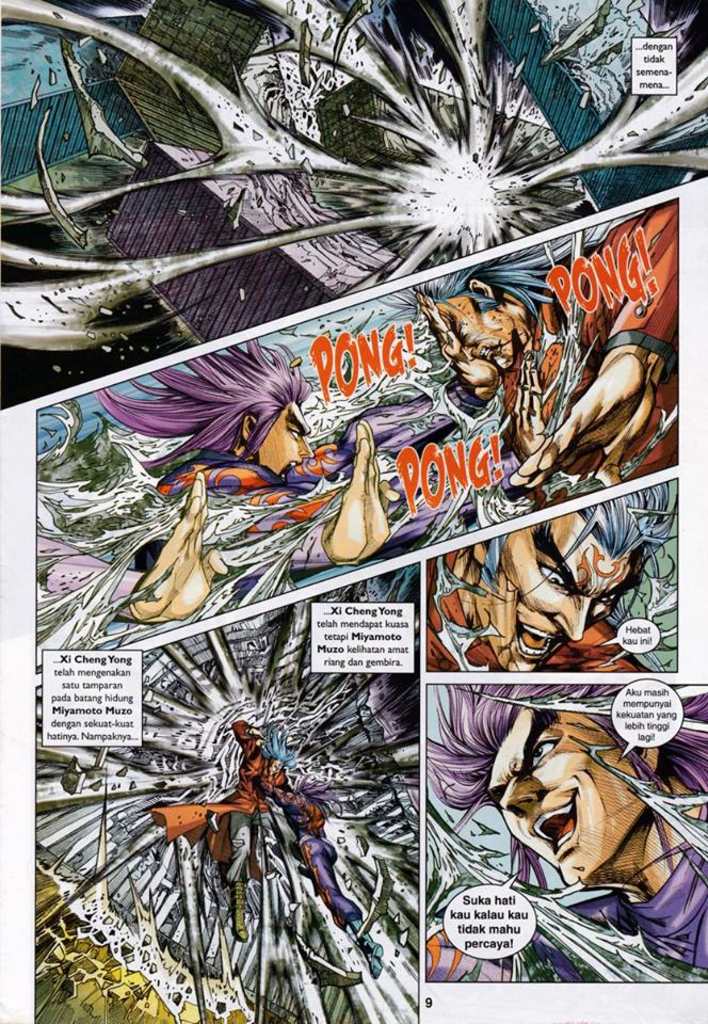 ...dengan
tidak
semena-
mena...
PONG!
PONG!
PONG!
Hebat
kau ini!
...Xi Cheng Yong
telah mengenakan
satu tamparan
pada batang hidung
Miyamoto Muzo
dengan sekuat-kuat
hatinya. Nampaknya...
...Xi Cheng Yong
telah mendapat kuasa
tetapi Miyamoto
Muzo kelihatan amat
riang dan gembira.
Aku masih
mempunyai
kekuatan yang
lebih tinggi
lagi!
Suka hati
kau kalau kau
tidak mahu
percaya!
9